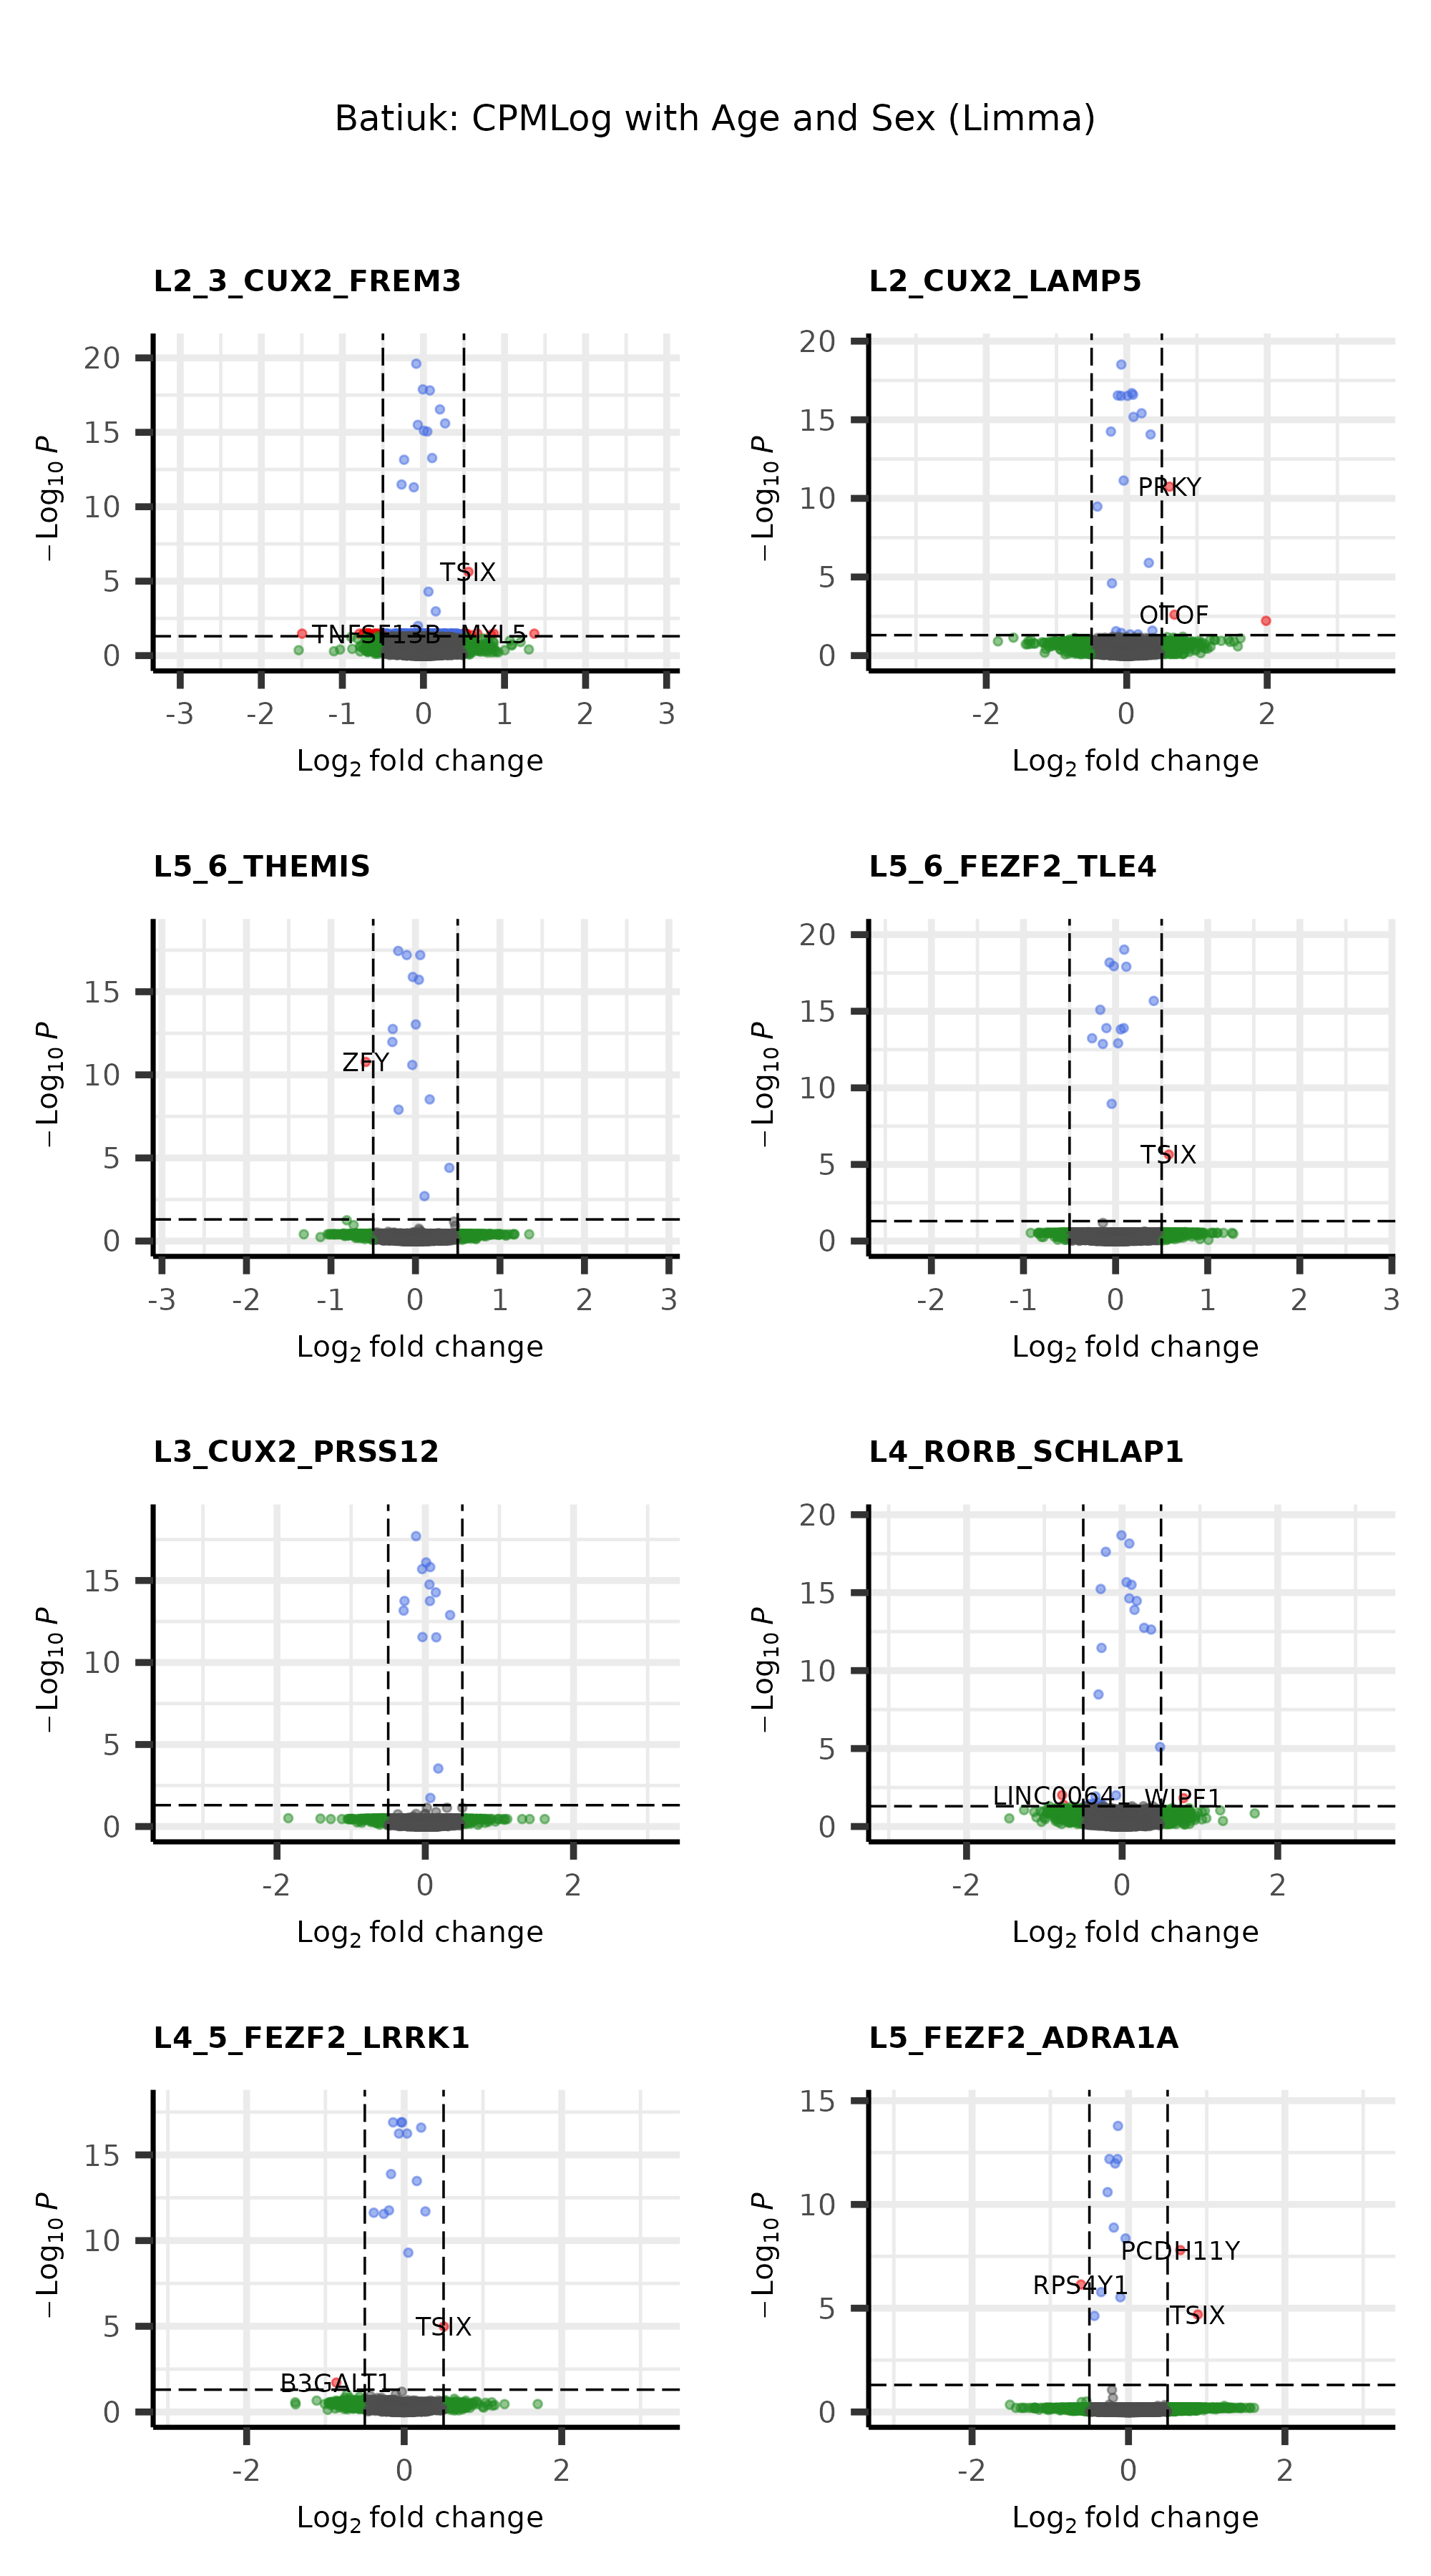 Batiuk: CPMLog with Age and Sex (Limma)
L2_3_CUX2_FREM3
20
15
10
5
0
-3 -2 -1 0 1 2 3
−Log10 P
Log2 fold change
TSIX
TNFSF13B MYL5
L2_CUX2_LAMP5
20
15
10
5
0
-2 0 2
−Log10 P
Log2 fold change
PRKY
OTOF
L5_6_THEMIS
15
10
5
0
-3 -2 -1 0 1 2 3
−Log10 P
Log2 fold change
ZFY
L5_6_FEZF2_TLE4
20
15
10
5
0
-2 -1 0 1 2 3
−Log10 P
Log2 fold change
TSIX
L3_CUX2_PRSS12
15
10
5
0
-2 0 2
−Log10 P
Log2 fold change
L4_RORB_SCHLAP1
20
15
10
5
0
-2 0 2
−Log10 P
Log2 fold change
LINC00641 WIPF1
L4_5_FEZF2_LRRK1
15
10
5
0
-2 0 2
−Log10 P
Log2 fold change
TSIX
B3GALT1
L5_FEZF2_ADRA1A
15
10
5
0
-2 0 2
−Log10 P
Log2 fold change
PCDH11Y
RPS4Y1
TSIX